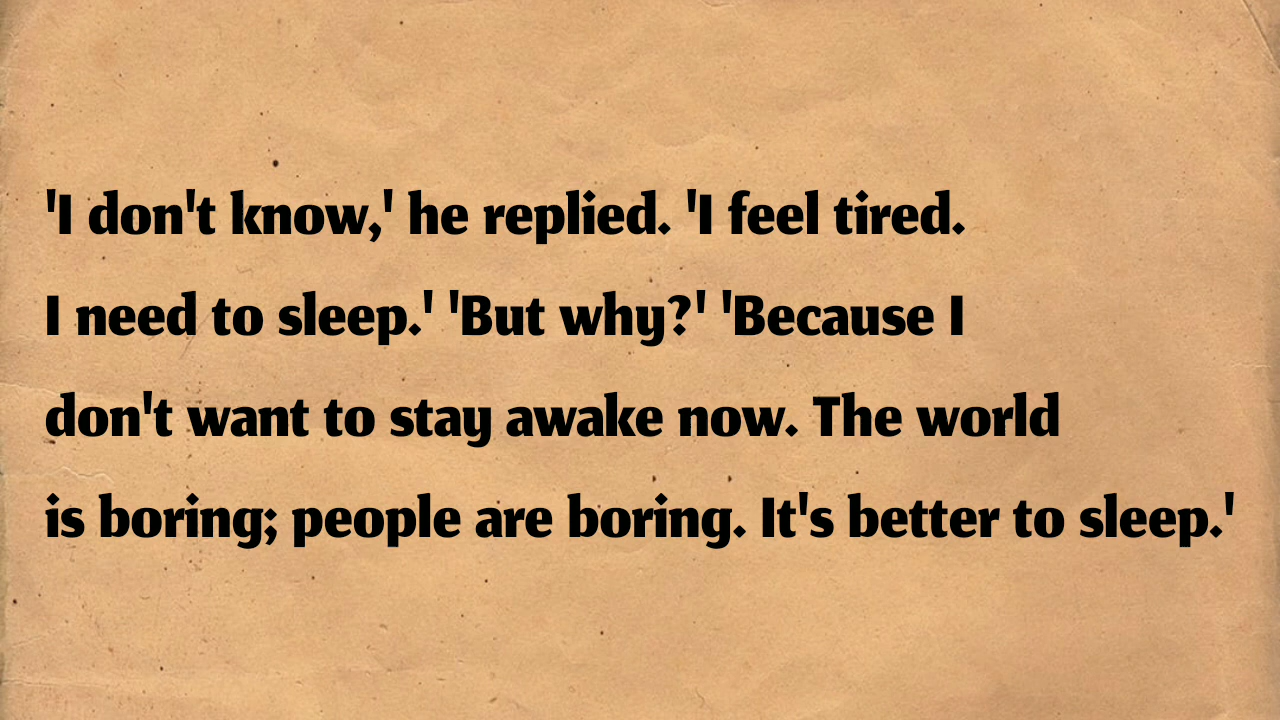 'I don't know,' he replied. 'I feel tired.
I need to sleep.' 'But why?' 'Because I
don't want to stay awake now. The world
is boring; people are boring. It's better to sleep.'